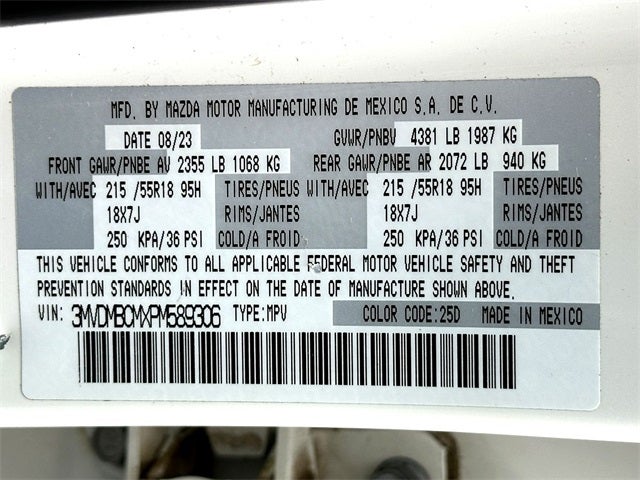 MFD. BY MAZDA MOTOR MANUFACTURING DE MEXICO S.A. DE C.V.
DATE 08/23 GVWR/PNBV 4381 LB 1987 KG
FRONT GAWR/PNBE AV 2355 LB 1068 KG REAR GAWR/PNBE AR 2072 LB 940 KG
WITH/AVEC 215 /55R18 95H TIRES/PNEUS WITH/AVEC 215 /55R18 95H TIRES/PNEUS
18X7J RIMS/JANTES 18X7J RIMS/JANTES
250 KPA/36 PSI COLD/A FROID 250 KPA/36 PSI COLD/A FROID
THIS VEHICLE CONFORMS TO ALL APPLICABLE FEDERAL MOTOR VEHICLE SAFETY AND THEFT
PREVENTION STANDARDS IN EFFECT ON THE DATE OF MANUFACTURE SHOWN ABOVE.
VIN: 3MVDMBCMXPM589306 TYPE:MPV COLOR CODE:25D MADE IN MEXICO